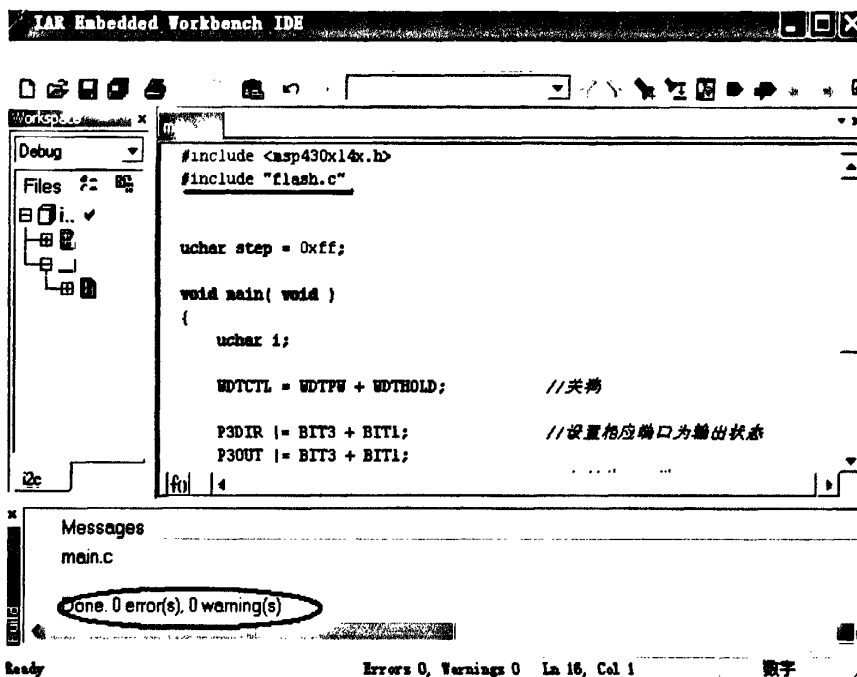 IAR Embedded Workbench IDE
Workspace
Debug
Files
i..
i2c
#include <msp430x14x.h>
#include "flash.c"
uchar step = 0xff;
void main( void )
{
uchar i;
WDTCTL = WDTPW + WDTHOLD; //关狗
P3DIR |= BIT3 + BIT1; //设置相应端口为输出状态
P3OUT |= BIT3 + BIT1;
f0
Messages
main.c
Done. 0 error(s), 0 warning(s)
Ready
Errors 0, Warnings 0
Ln 16, Col 1
数字